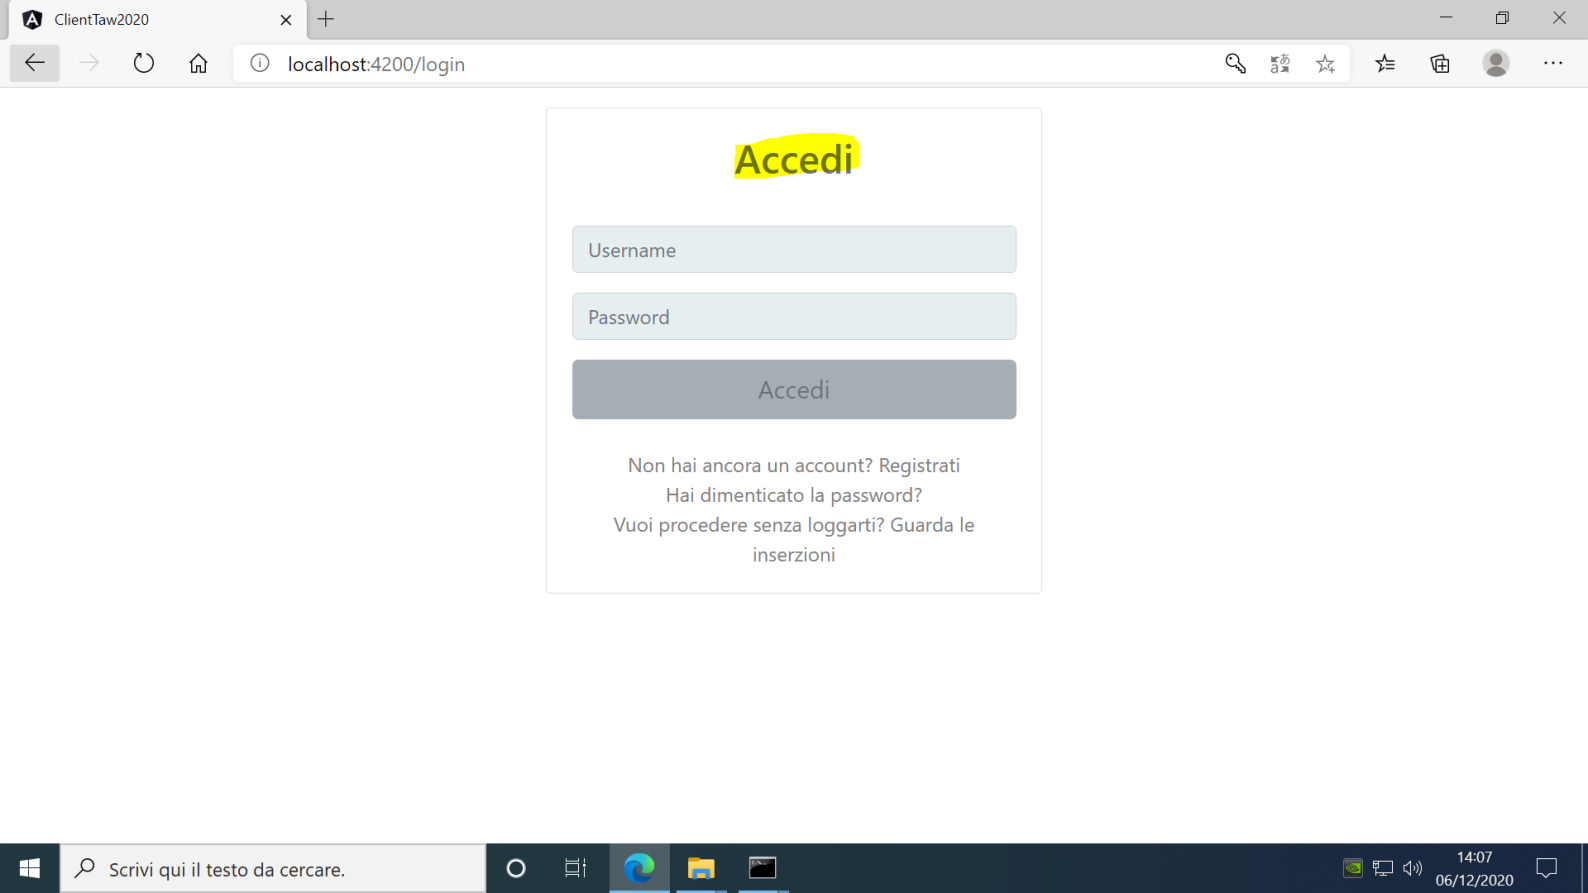 ClientTaw2020
localhost:4200/login
Accedi
Username
Password
Accedi
Non hai ancora un account? Registrati
Hai dimenticato la password?
Vuoi procedere senza loggarti? Guarda le
inserzioni
Scrivi qui il testo da cercare.
14:07
06/12/2020